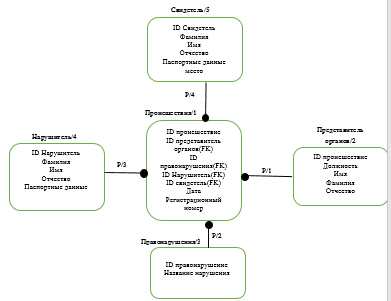 Свидетель/5
ID Свидетель
Фамилия
Имя
Отчество
Паспортные данные
место
P/4
Происшествия/1
ID происшествие
ID представитель
органов(FK)
ID
правонарушения(FK)
ID Нарушитель(FK)
ID свидетель(FK)
Дата
Регистрационный
номер
Нарушитель/4
ID Нарушитель
Фамилия
Имя
Отчество
Паспортные данные
P/3
Представитель
органов/2
ID происшествие
Должность
Имя
Фамилия
Отчество
P/1
P/2
Правонарушения/3
ID правонарушение
Название нарушения